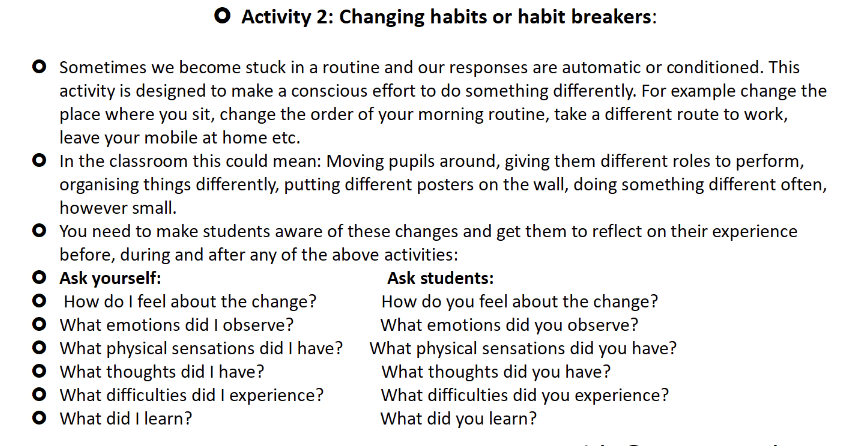 Activity 2: Changing habits or habit breakers:
Sometimes we become stuck in a routine and our responses are automatic or conditioned. This
activity is designed to make a conscious effort to do something differently. For example change the
place where you sit, change the order of your morning routine, take a different route to work,
leave your mobile at home etc.
In the classroom this could mean: Moving pupils around, giving them different roles to perform,
organising things differently, putting different posters on the wall, doing something different often,
however small.
You need to make students aware of these changes and get them to reflect on their experience
before, during and after any of the above activities:
Ask yourself: Ask students:
How do I feel about the change? How do you feel about the change?
What emotions did I observe? What emotions did you observe?
What physical sensations did I have? What physical sensations did you have?
What thoughts did I have? What thoughts did you have?
What difficulties did I experience? What difficulties did you experience?
What did I learn? What did you learn?